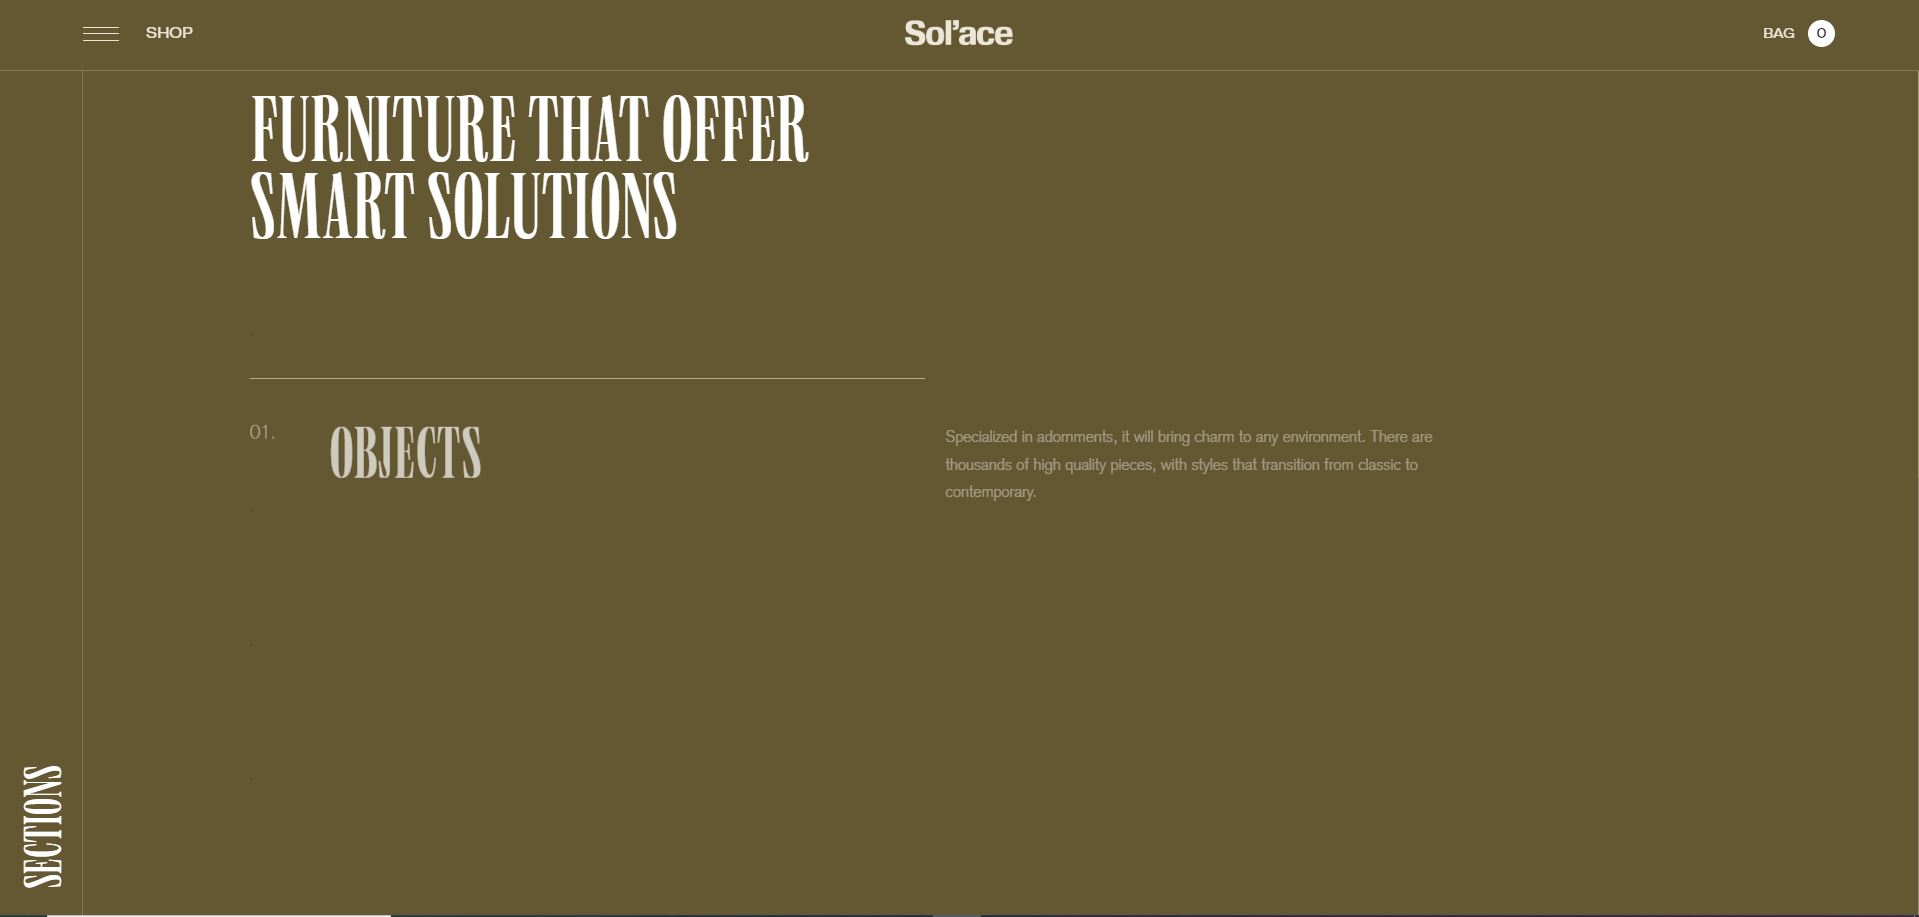 SHOP
Sol'ace
BAG 0
FURNITURE THAT OFFER
SMART SOLUTIONS
01.
OBJECTS
Specialized in adornments, it will bring charm to any environment. There are
thousands of high quality pieces, with styles that transition from classic to
contemporary.
SECTIONS